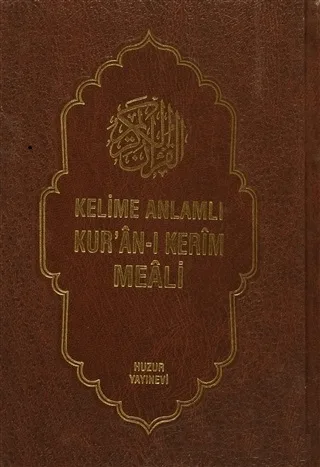 القرآن الكريم
KELİME ANLAMLI
KUR'ÂN-I KERÎM
MEÂLİ
HUZUR
YAYINEVİ